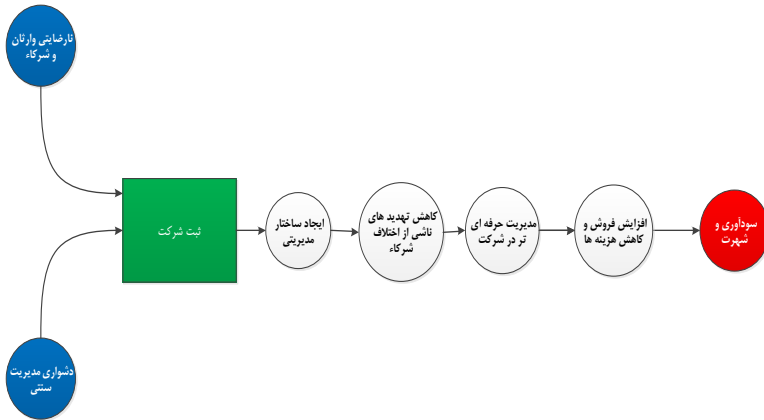 نارضایتی وارثان
و شرکاء
ثبت شرکت
ایجاد ساختار
مدیریتی
کاهش تهدید های
ناشی از اختلاف
شرکاء
مدیریت حرفه ای
تر در شرکت
افزایش فروش و
کاهش هزینه ها
سودآوری و
شهرت
دشواری مدیریت
سنتی